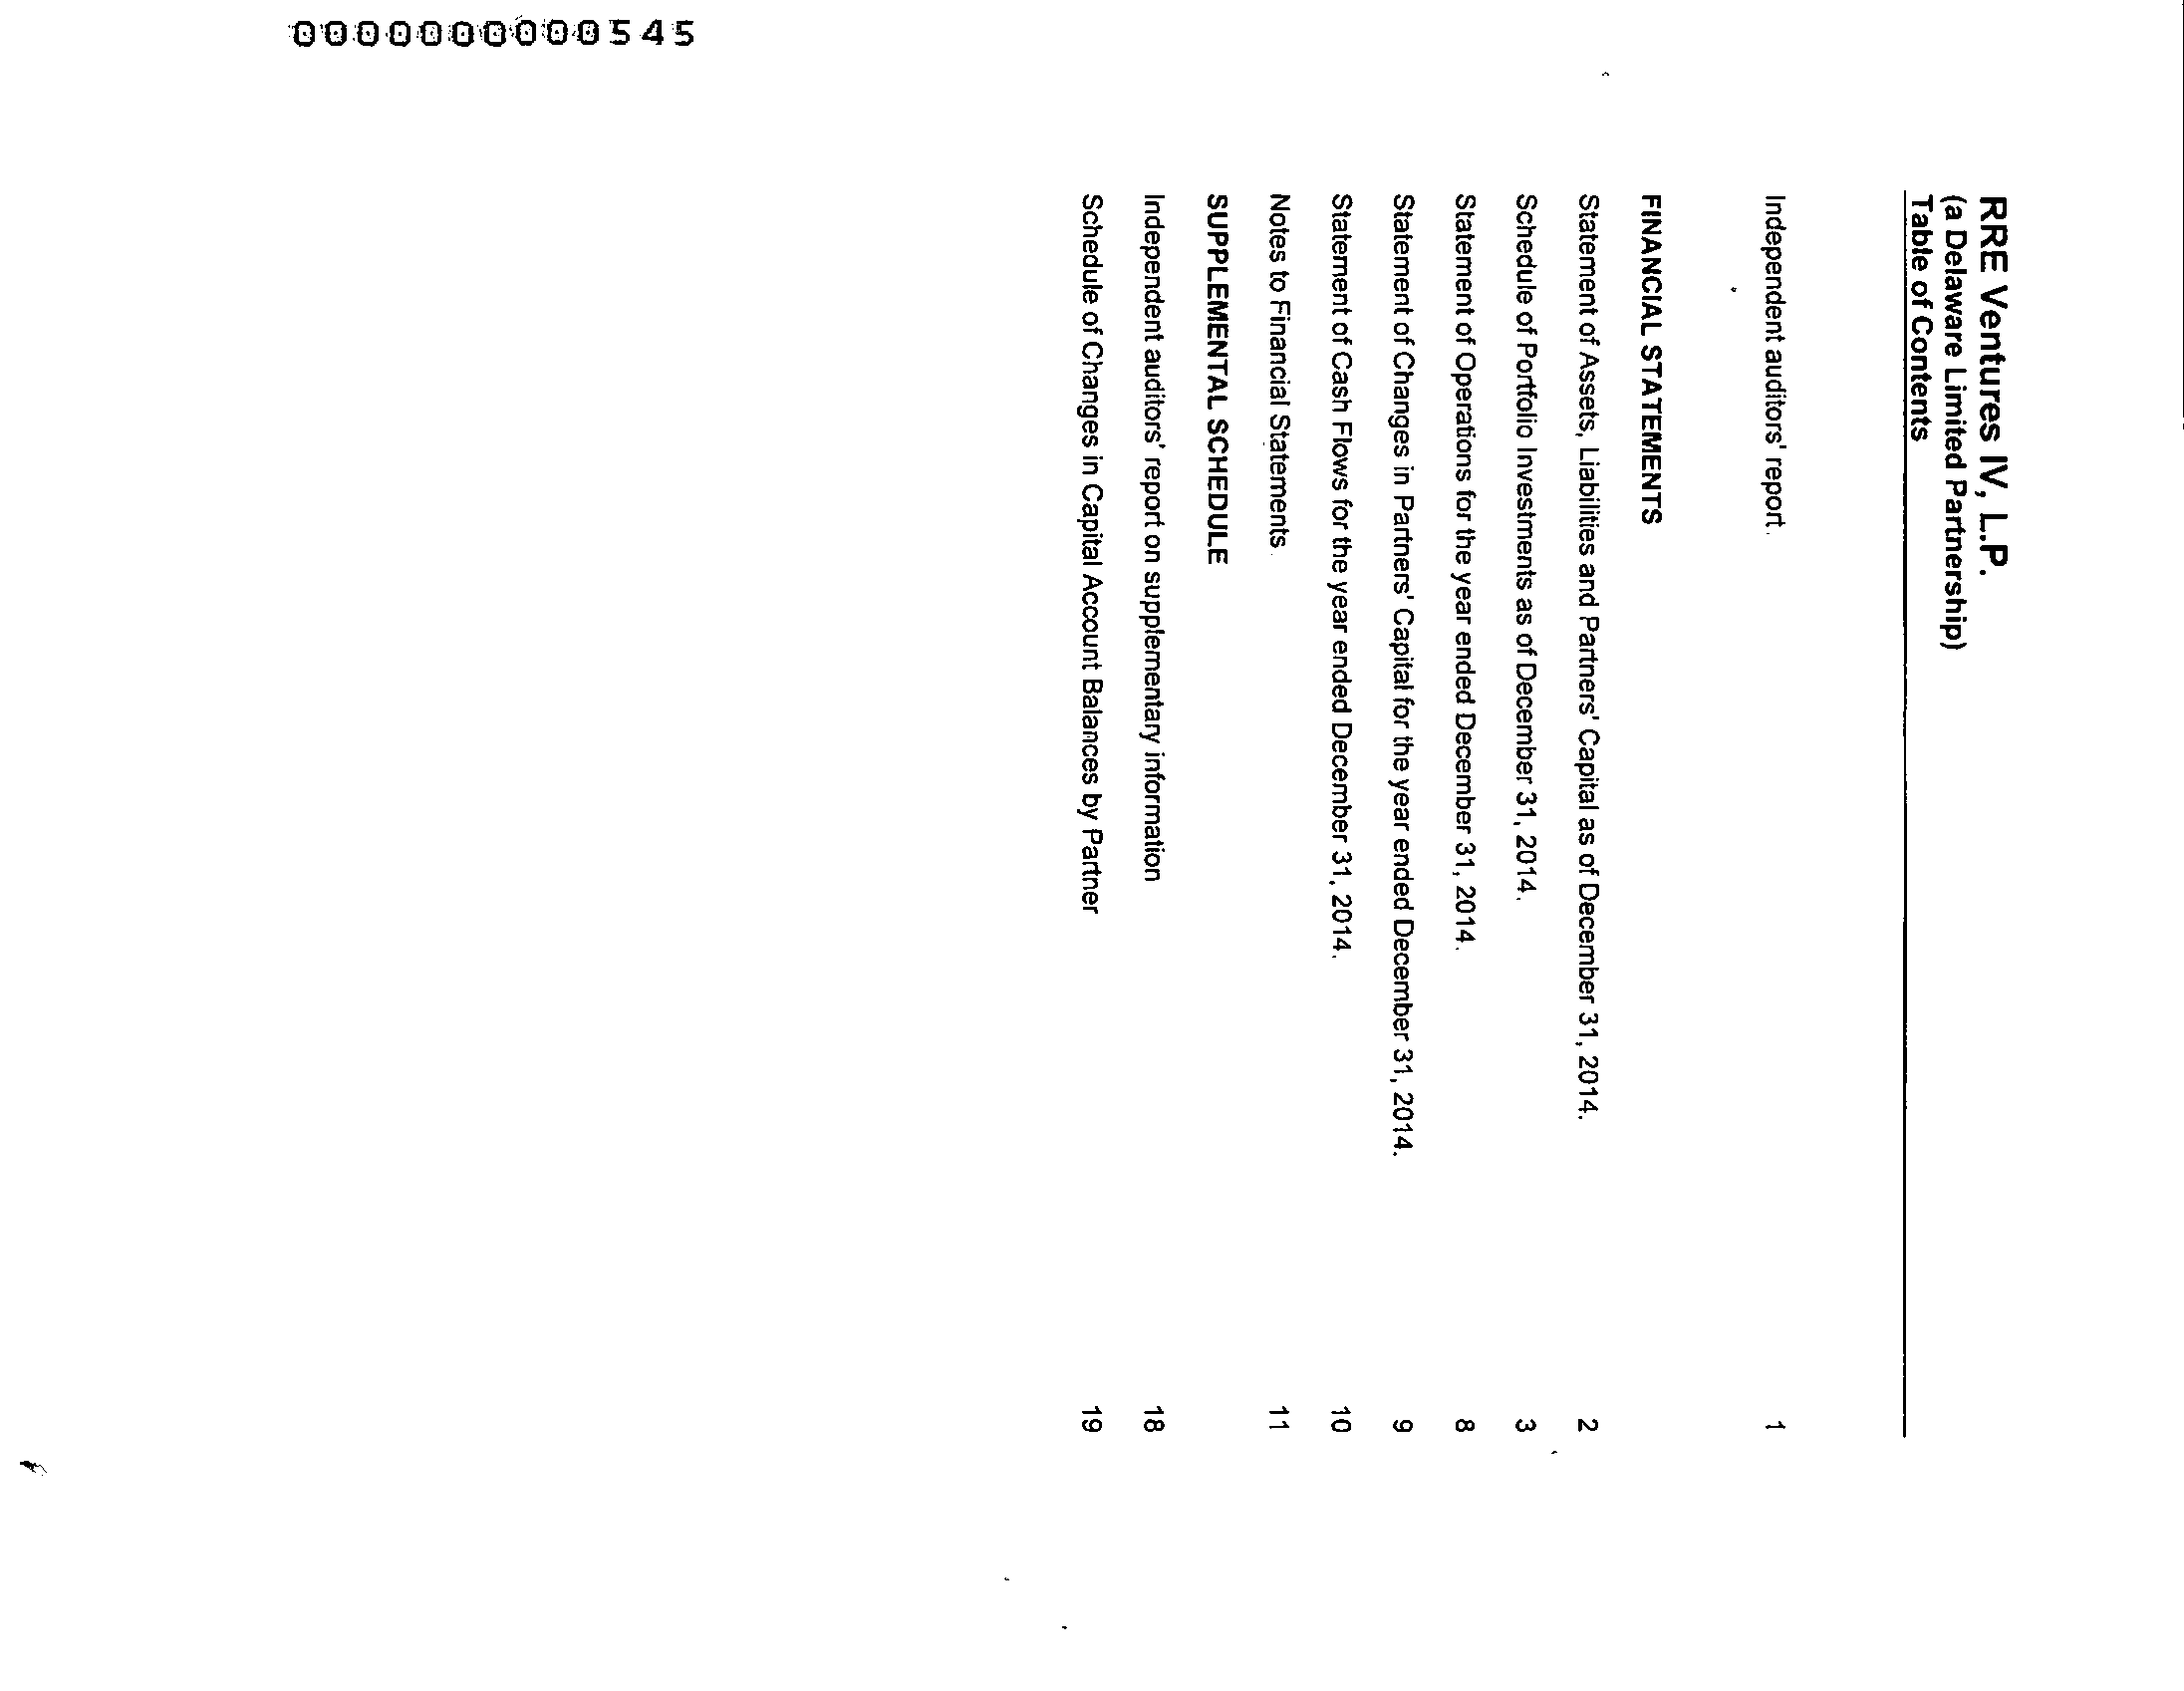 RRE Ventures IV, L.P.
(a Delaware Limited Partnership)
Table of Contents
Independent auditors' report. 1
FINANCIAL STATEMENTS
Statement of Assets, Liabilities and Partners' Capital as of December 31, 2014. 2
Schedule of Portfolio Investments as of December 31, 2014. 3
Statement of Operations for the year ended December 31, 2014. 8
Statement of Changes in Partners' Capital for the year ended December 31, 2014. 9
Statement of Cash Flows for the year ended December 31, 2014. 10
Notes to Financial Statements. 11
SUPPLEMENTAL SCHEDULE
Independent auditors' report on supplementary information 18
Schedule of Changes in Capital Account Balances by Partner 19
0000000000545